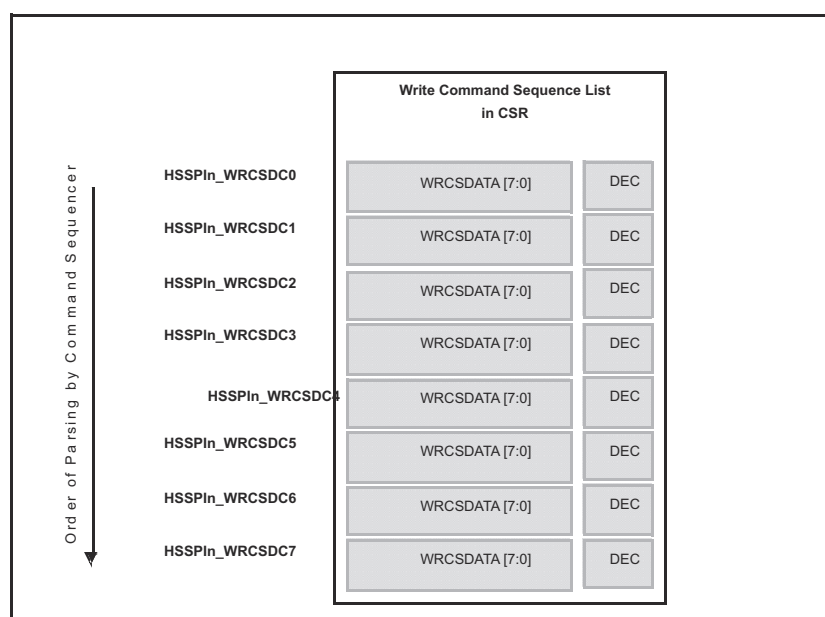 Write Command Sequence List
in CSR
Order of Parsing by Command Sequencer
HSSPIn_WRCSDC0 WRCSDATA [7:0] DEC
HSSPIn_WRCSDC1 WRCSDATA [7:0] DEC
HSSPIn_WRCSDC2 WRCSDATA [7:0] DEC
HSSPIn_WRCSDC3 WRCSDATA [7:0] DEC
HSSPIn_WRCSDC4 WRCSDATA [7:0] DEC
HSSPIn_WRCSDC5 WRCSDATA [7:0] DEC
HSSPIn_WRCSDC6 WRCSDATA [7:0] DEC
HSSPIn_WRCSDC7 WRCSDATA [7:0] DEC